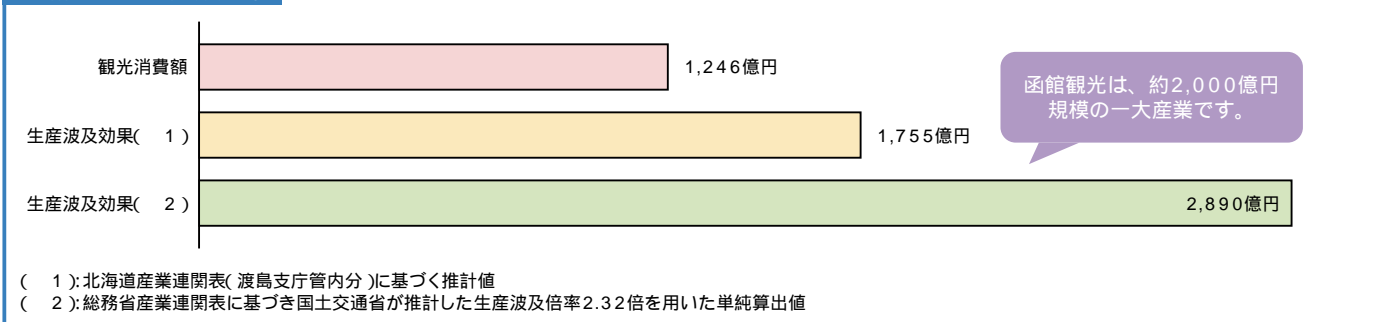 観光消費額
1,246億円
函館観光は、約2,000億円
規模の一大産業です。
生産波及効果(　1)
1,755億円
生産波及効果(　2)
2,890億円
(　1):北海道産業連関表(渡島支庁管内分)に基づく推計値
(　2):総務省産業連関表に基づき国土交通省が推計した生産波及倍率2.32倍を用いた単純算出値